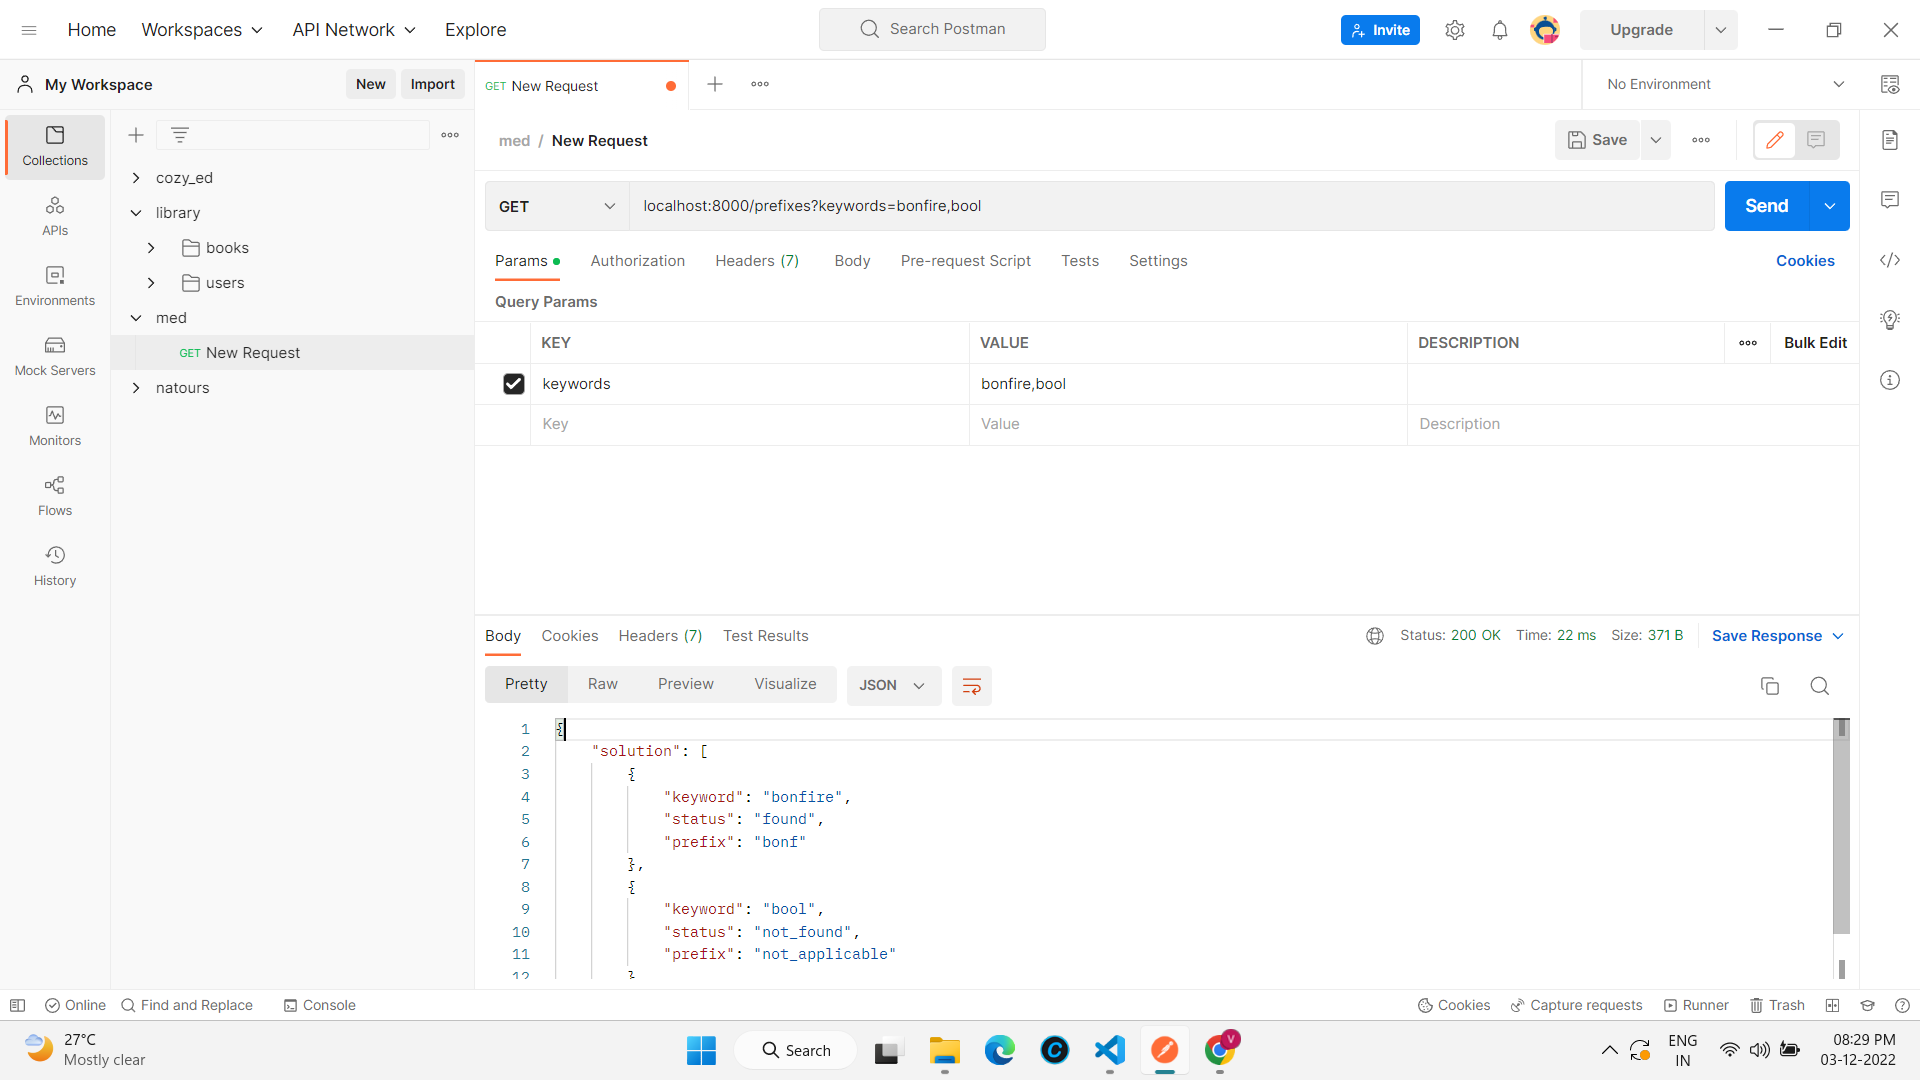 Home Workspaces API Network Explore Search Postman Invite Upgrade
My Workspace New Import GET New Request No Environment
med / New Request Save
Collections
APIs
Environments
Mock Servers
Monitors
Flows
History
cozy_ed
library
books
users
med
GET New Request
natours
GET localhost:8000/prefixes?keywords=bonfire,bool Send
Params Authorization Headers (7) Body Pre-request Script Tests Settings Cookies
Query Params
KEY VALUE DESCRIPTION Bulk Edit
keywords bonfire,bool
Key Value Description
Body Cookies Headers (7) Test Results Status: 200 OK Time: 22 ms Size: 371 B Save Response
Pretty Raw Preview Visualize JSON
1 {
2 "solution": [
3 {
4 "keyword": "bonfire",
5 "status": "found",
6 "prefix": "bonf"
7 },
8 {
9 "keyword": "bool",
10 "status": "not_found",
11 "prefix": "not_applicable"
12 }
Online Find and Replace Console Cookies Capture requests Runner Trash
27°C
Mostly clear
Search
V
ENG
IN
08:29 PM
03-12-2022